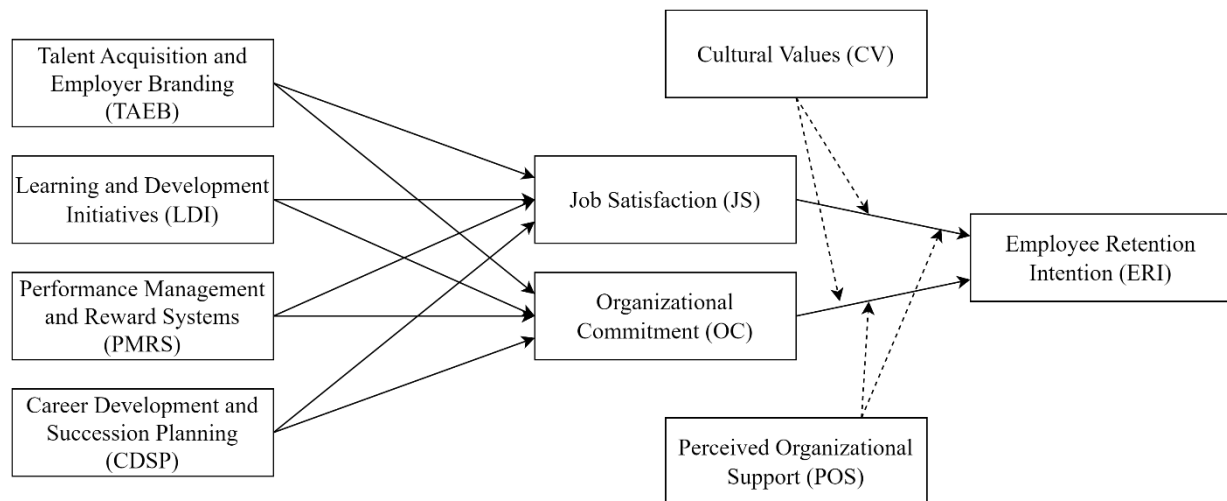 Talent Acquisition and
Employer Branding
(TAEB)
Learning and Development
Initiatives (LDI)
Performance Management
and Reward Systems
(PMRS)
Career Development and
Succession Planning
(CDSP)
Job Satisfaction (JS)
Organizational
Commitment (OC)
Cultural Values (CV)
Perceived Organizational
Support (POS)
Employee Retention
Intention (ERI)